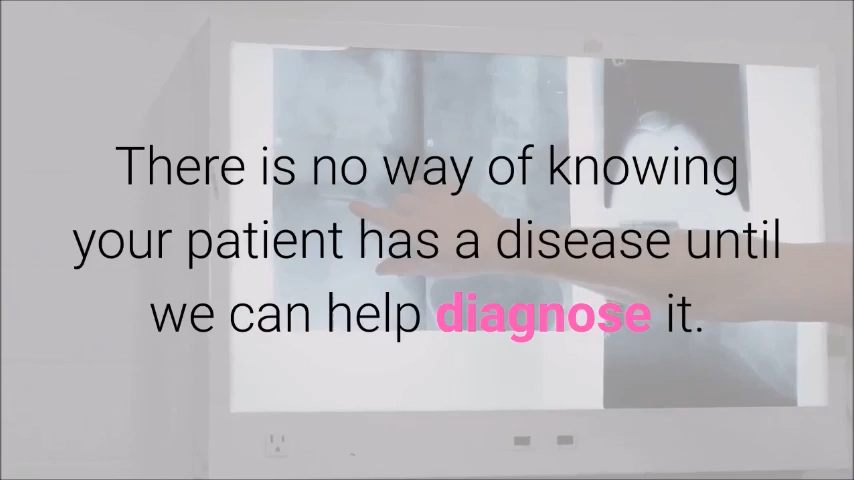 There is no way of knowing
your patient has a disease until
we can help diagnose it.